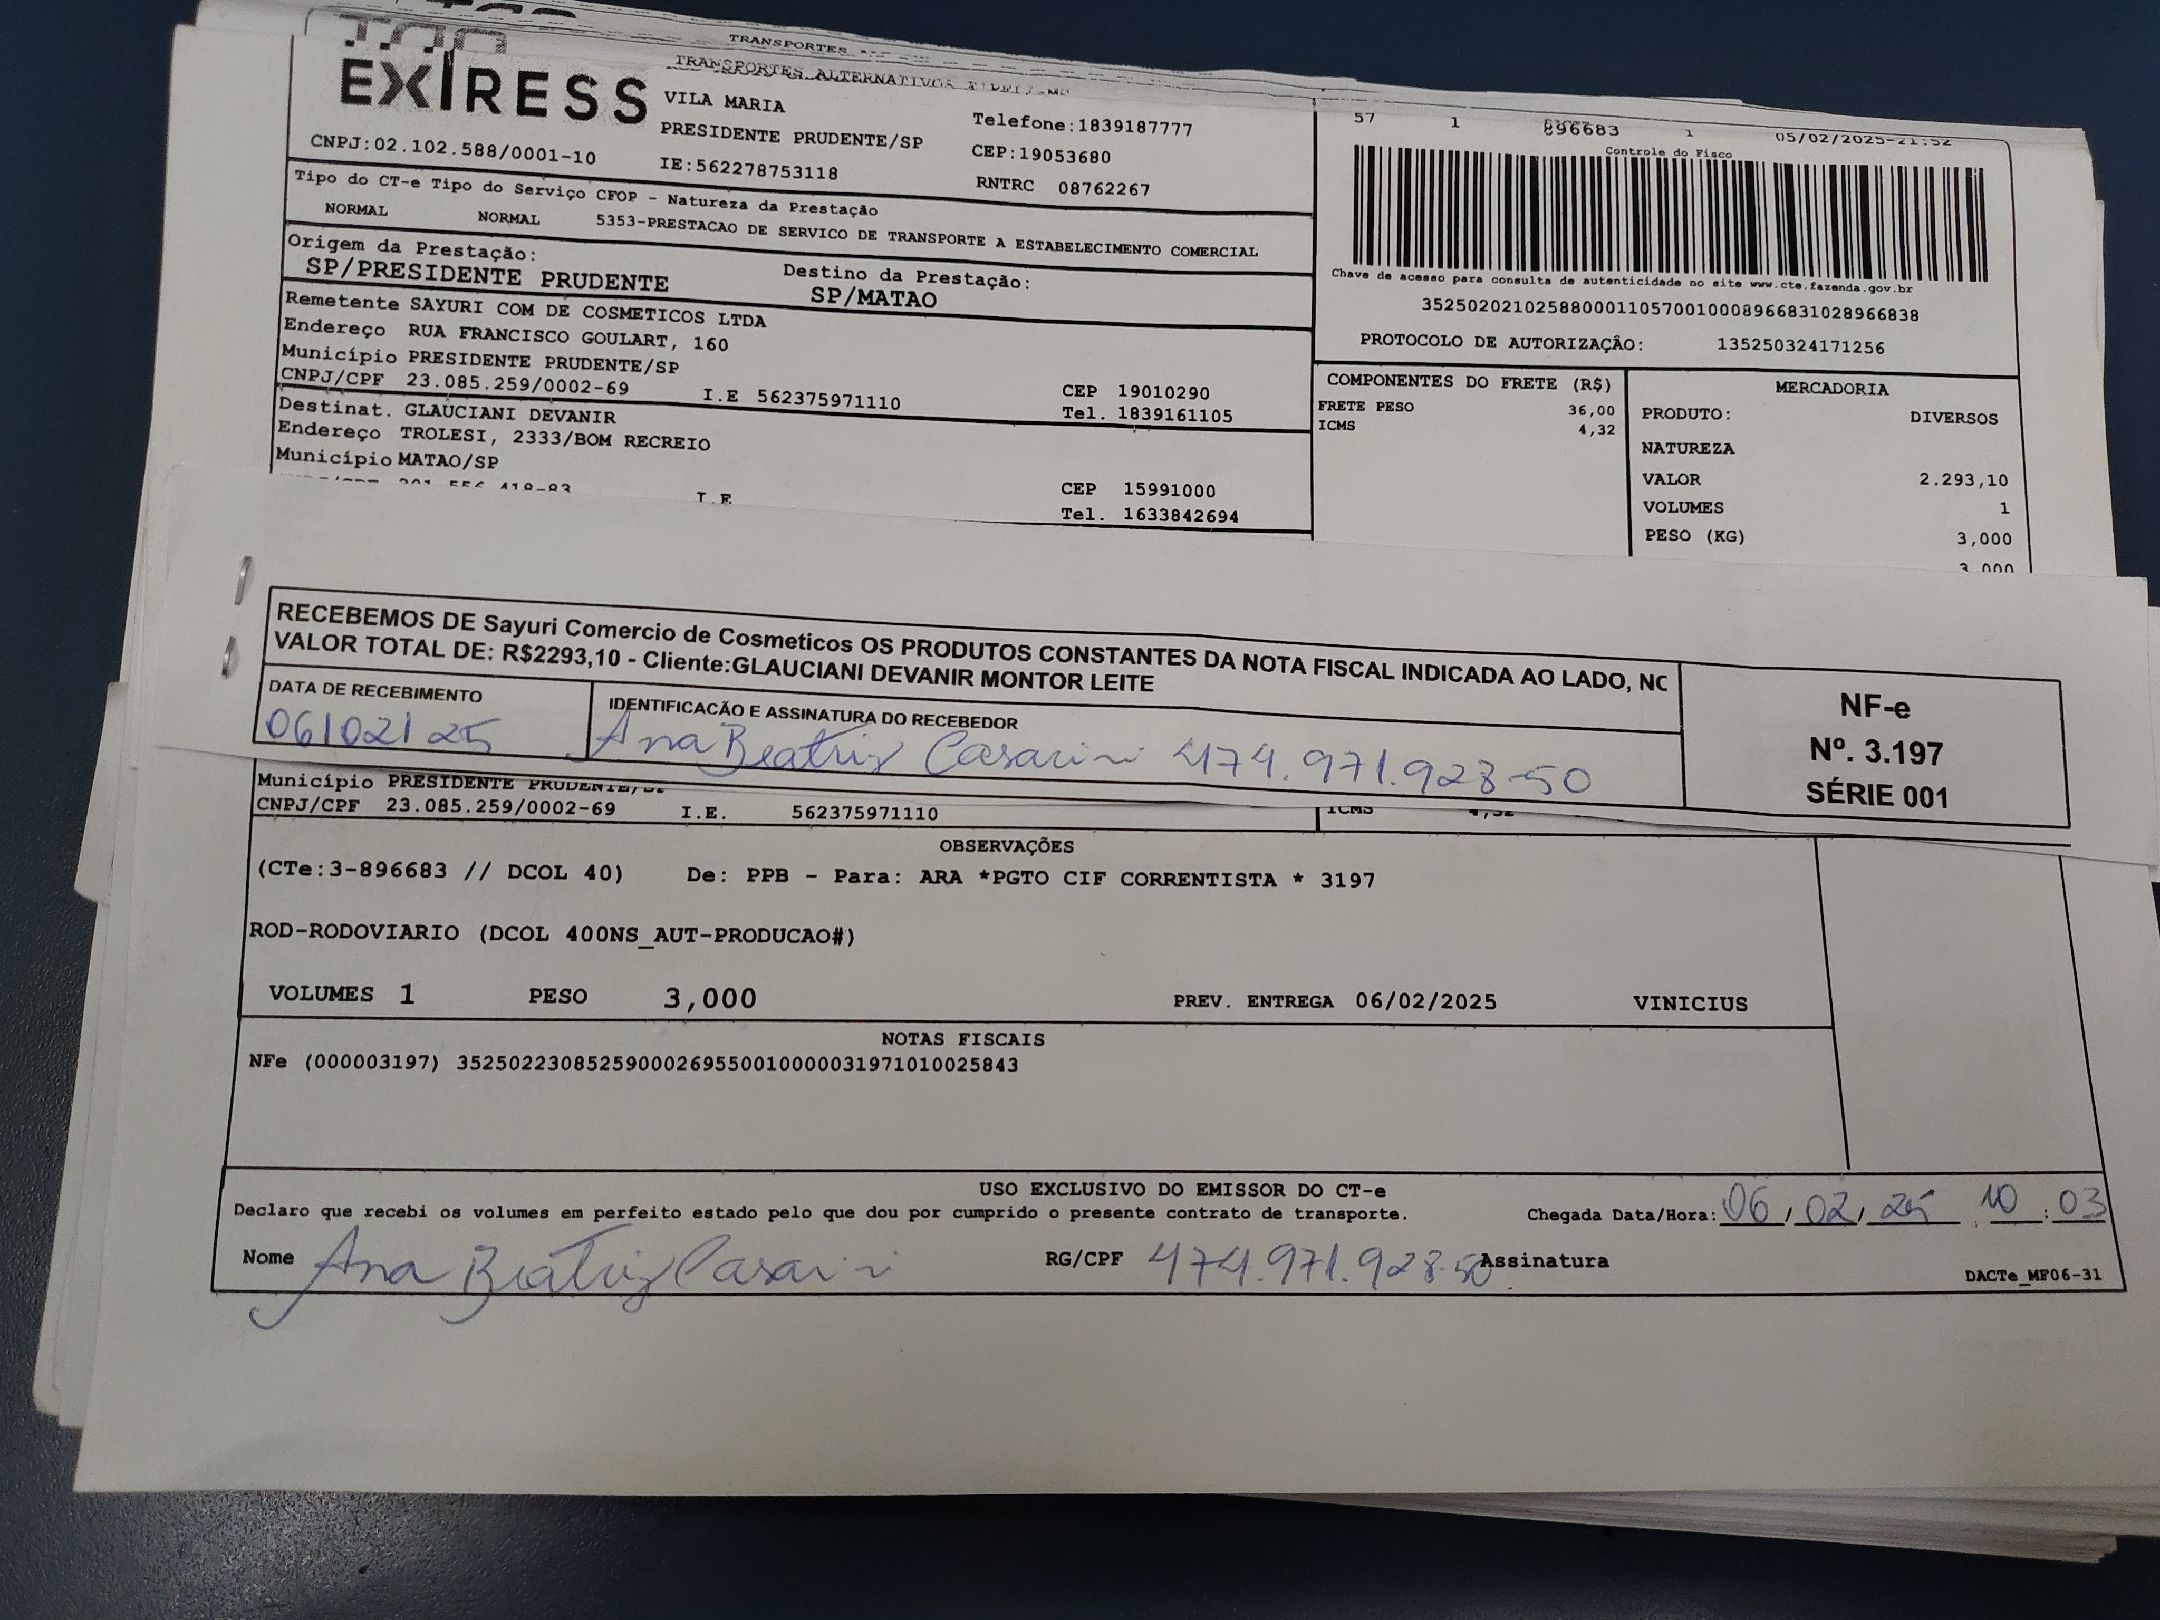 TRANSPORTES
EXIRESS
TRANSPORTES ALTERNATIVOS
VILA MARIA
PRESIDENTE PRUDENTE/SP
Telefone:1839187777
CNPJ:02.102.588/0001-10
IE:562278753118
CEP:19053680
RNTRC 08762267
57 1 896683 1 05/02/2025-21:52
Controle do Fisco
Tipo do CT-e Tipo do Serviço CFOP - Natureza da Prestação
NORMAL NORMAL 5353-PRESTACAO DE SERVICO DE TRANSPORTE A ESTABELECIMENTO COMERCIAL
Origem da Prestação:
SP/PRESIDENTE PRUDENTE
Destino da Prestação:
SP/MATAO
Chave de acesso para consulta de autenticidade no site www.cte.fazenda.gov.br
35250202102588000110570010008966831028966838
PROTOCOLO DE AUTORIZAÇÃO: 135250324171256
Remetente SAYURI COM DE COSMETICOS LTDA
Endereço RUA FRANCISCO GOULART, 160
Município PRESIDENTE PRUDENTE/SP
CNPJ/CPF 23.085.259/0002-69 I.E 562375971110
CEP 19010290
Tel. 1839161105
Destinat. GLAUCIANI DEVANIR
Endereço TROLESI, 2333/BOM RECREIO
Município MATAO/SP
I.E
CEP 15991000
Tel. 1633842694
COMPONENTES DO FRETE (R$)
FRETE PESO 36,00
ICMS 4,32
MERCADORIA
PRODUTO: DIVERSOS
NATUREZA
VALOR 2.293,10
VOLUMES 1
PESO (KG) 3,000
3,000
RECEBEMOS DE Sayuri Comercio de Cosmeticos OS PRODUTOS CONSTANTES DA NOTA FISCAL INDICADA AO LADO, NO
VALOR TOTAL DE: R$2293,10 - Cliente:GLAUCIANI DEVANIR MONTOR LEITE
DATA DE RECEBIMENTO
06/02/25
IDENTIFICAÇÃO E ASSINATURA DO RECEBEDOR
Ana Beatriz Casarini 474.971.928-50
NF-e
Nº. 3.197
SÉRIE 001
Município PRESIDENTE PRUDENTE/SP
CNPJ/CPF 23.085.259/0002-69 I.E. 562375971110
ICMS 4,32
OBSERVAÇÕES
(CTe:3-896683 // DCOL 40) De: PPB - Para: ARA *PGTO CIF CORRENTISTA * 3197
ROD-RODOVIARIO (DCOL 400NS_AUT-PRODUCAO#)
VOLUMES 1 PESO 3,000 PREV. ENTREGA 06/02/2025 VINICIUS
NOTAS FISCAIS
NFe (000003197) 35250223085259000269550010000031971010025843
USO EXCLUSIVO DO EMISSOR DO CT-e
Declaro que recebi os volumes em perfeito estado pelo que dou por cumprido o presente contrato de transporte.
Chegada Data/Hora: 06/02/25 10:03
Nome Ana Beatriz Casarini RG/CPF 474.971.928-50 Assinatura
DACTe_MF06-31